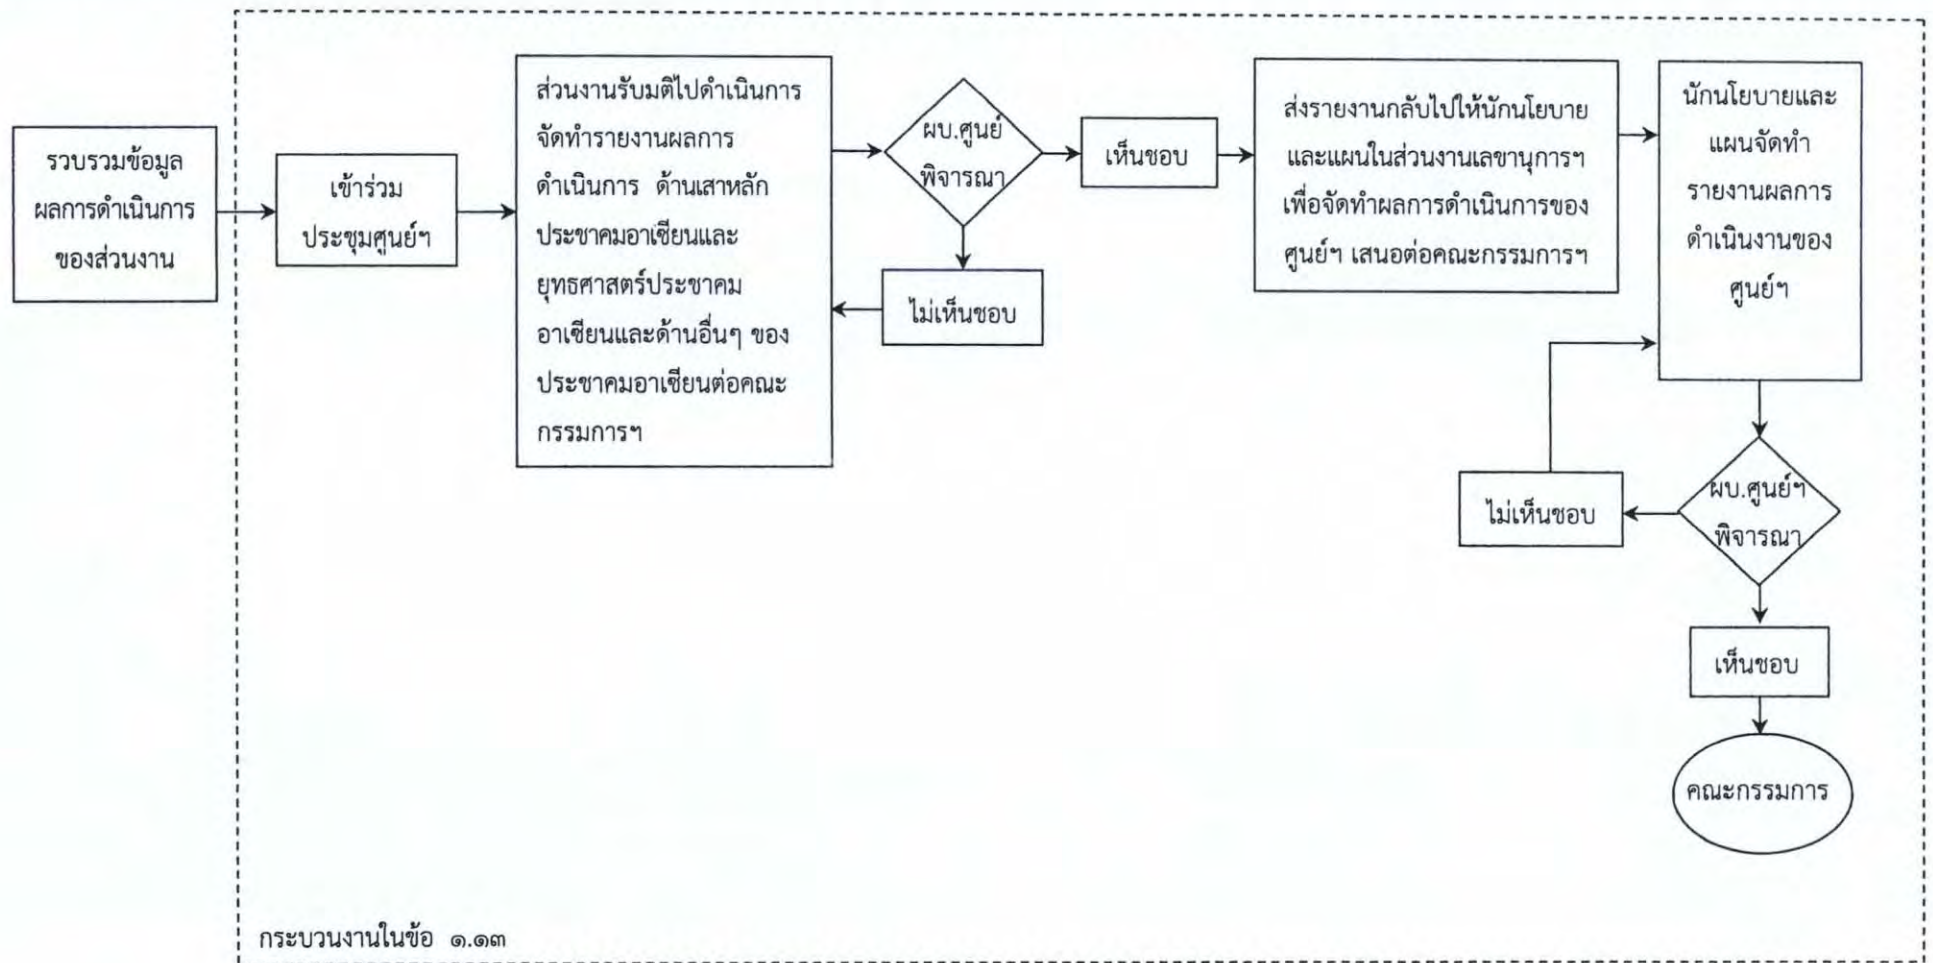 รวบรวมข้อมูล
ผลการดำเนินการ
ของส่วนงาน
เข้าร่วม
ประชุมศูนย์ฯ
ส่วนงานรับมติไปดำเนินการ
จัดทำรายงานผลการ
ดำเนินการ ด้านเสาหลัก
ประชาคมอาเซียนและ
ยุทธศาสตร์ประชาคม
อาเซียนและด้านอื่นๆ ของ
ประชาคมอาเซียนต่อคณะ
กรรมการฯ
ผบ.ศูนย์
พิจารณา
เห็นชอบ
ไม่เห็นชอบ
ส่งรายงานกลับไปให้นักนโยบาย
และแผนในส่วนงานเลขานุการฯ
เพื่อจัดทำผลการดำเนินการของ
ศูนย์ฯ เสนอต่อคณะกรรมการฯ
นักนโยบายและ
แผนจัดทำ
รายงานผลการ
ดำเนินงานของ
ศูนย์ฯ
ผบ.ศูนย์ฯ
พิจารณา
ไม่เห็นชอบ
เห็นชอบ
คณะกรรมการ
กระบวนงานในข้อ ๑.๑๓